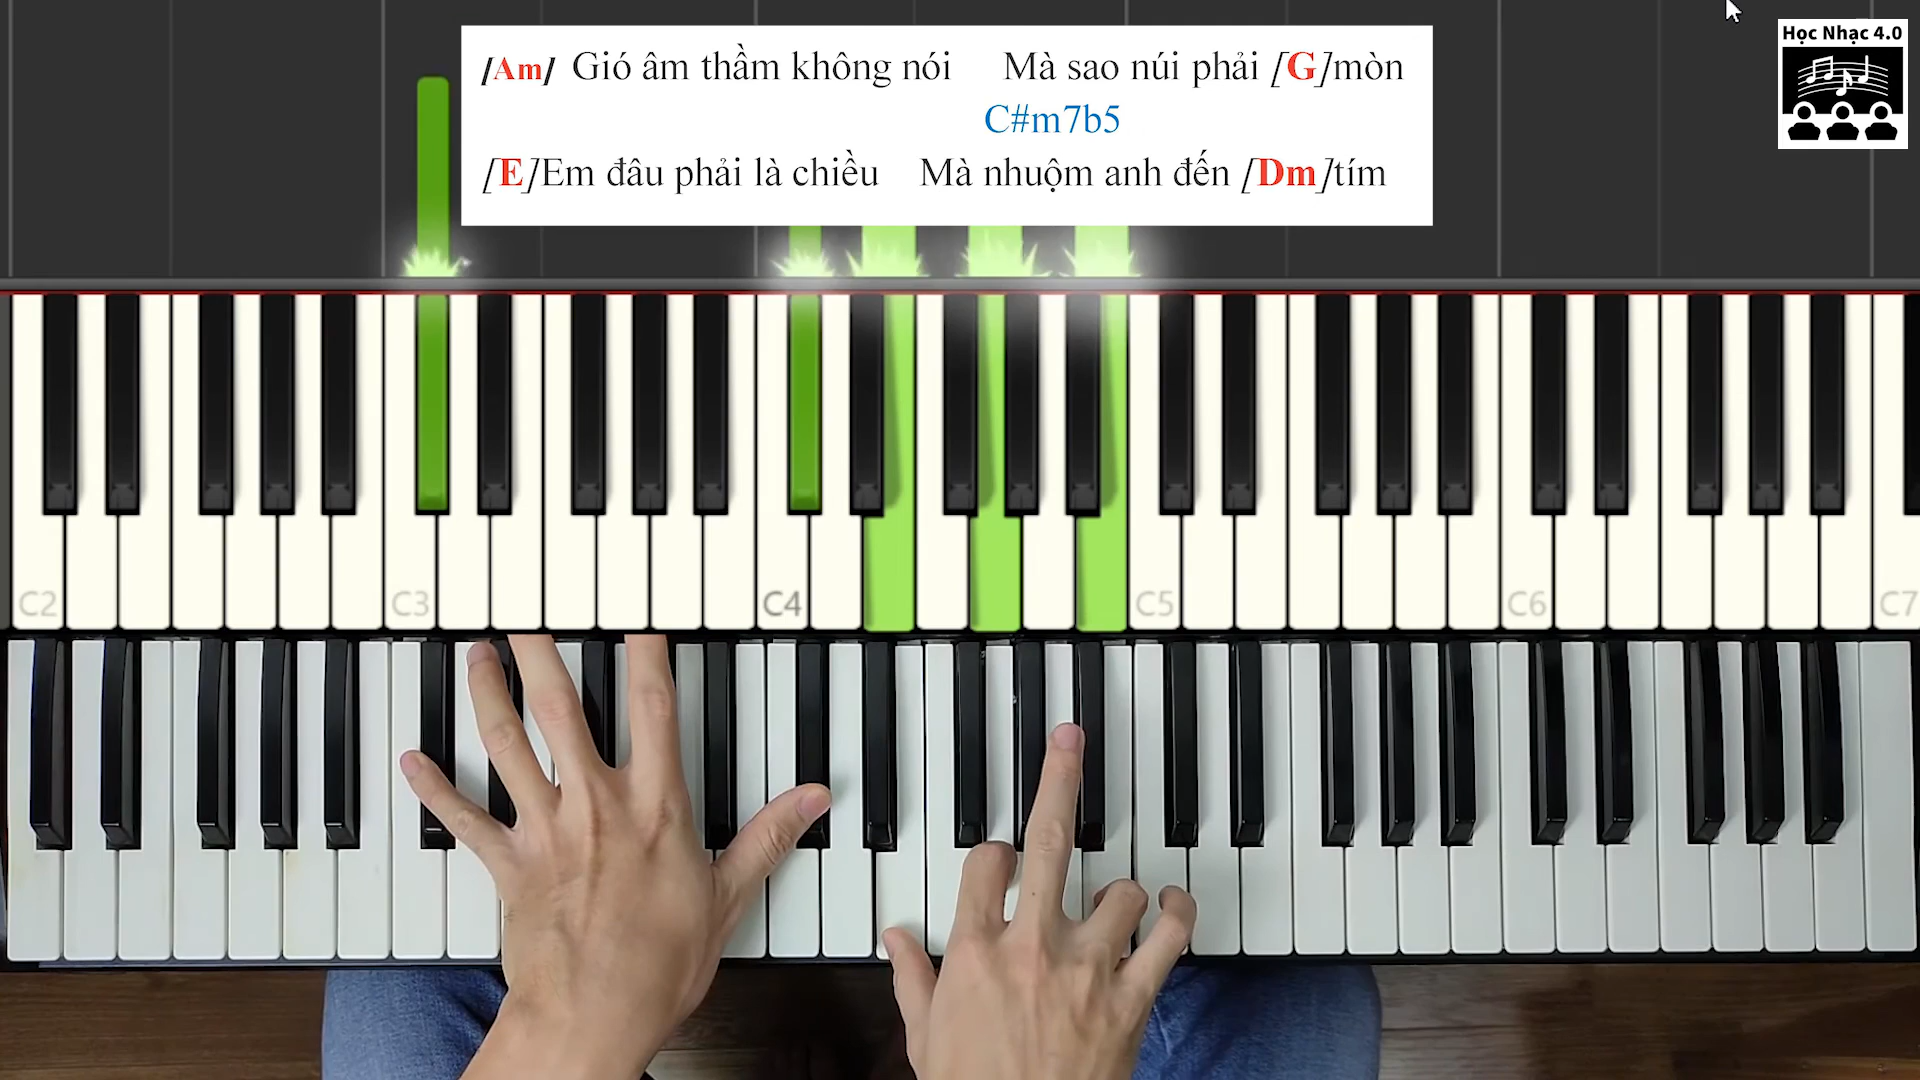 [Am] Gió âm thầm không nói Mà sao núi phải [G]mòn
C#m7b5
[E]Em đâu phải là chiều Mà nhuộm anh đến [Dm]tím
Học Nhạc 4.0
C2 C3 C4 C5 C6 C7